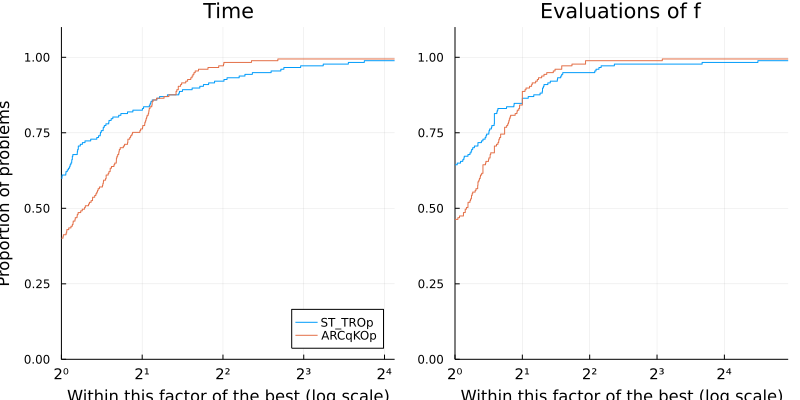 Time
Evaluations of f
Proportion of problems
1.00
0.75
0.50
0.25
0.00
2⁰ 2¹ 2² 2³ 2⁴
Within this factor of the best (log scale)
ST_TROp
ARCqKOp
1.00
0.75
0.50
0.25
0.00
2⁰ 2¹ 2² 2³ 2⁴
Within this factor of the best (log scale)